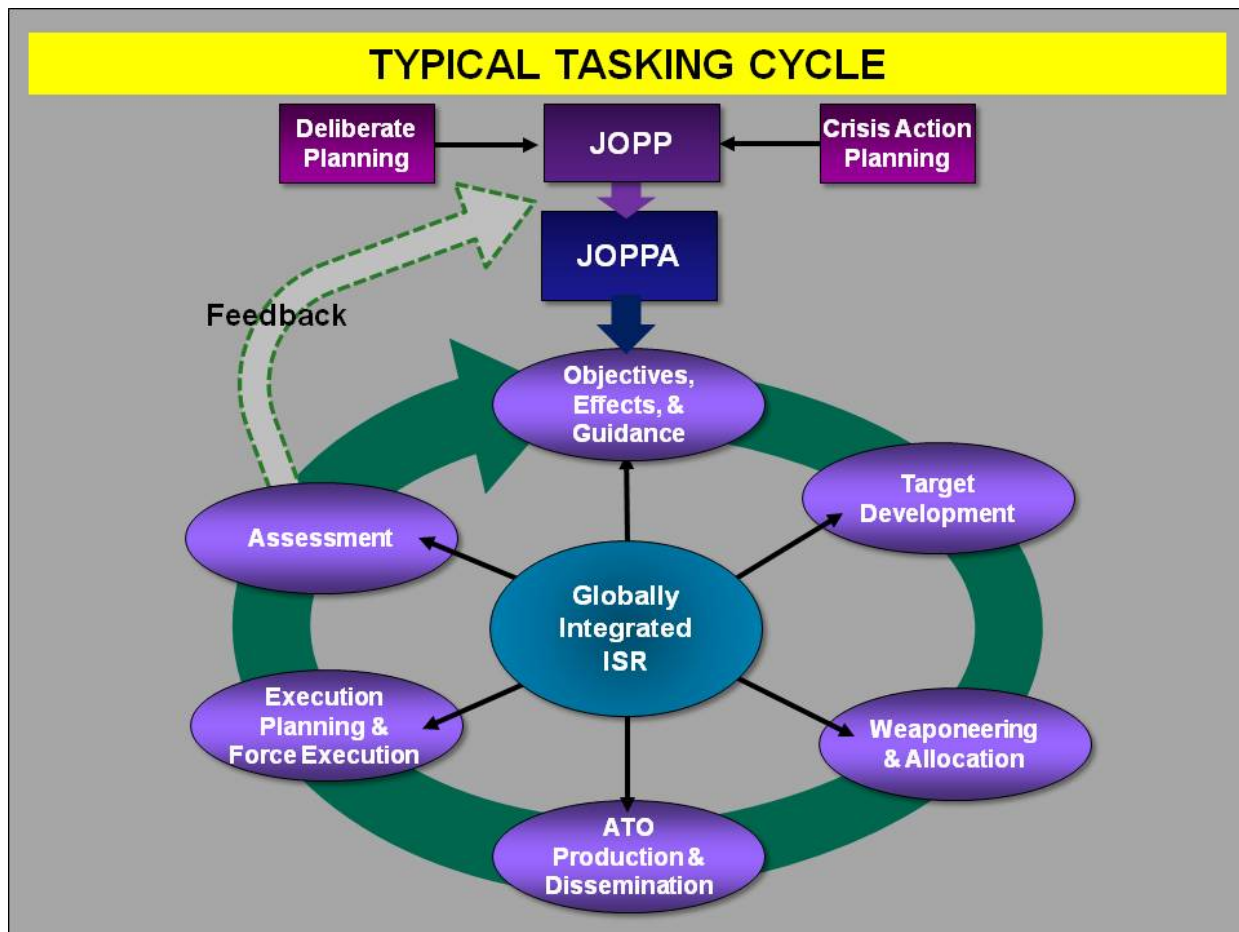 TYPICAL TASKING CYCLE
Deliberate
Planning
JOPP
Crisis Action
Planning
JOPPA
Feedback
Objectives,
Effects, &
Guidance
Target
Development
Assessment
Globally
Integrated
ISR
Execution
Planning &
Force Execution
Weaponeering
& Allocation
ATO
Production &
Dissemination